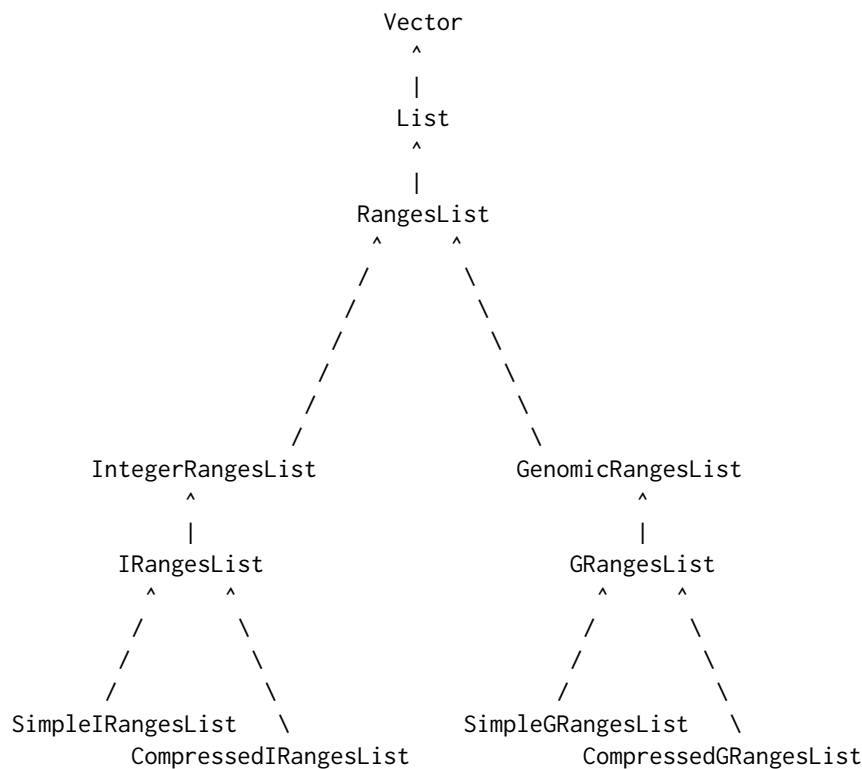 Vector
^
|
List
^
|
RangesList
^ ^
/ \
/ \
/ \
/ \
/ \
/ \
IntegerRangesList GenomicRangesList
^ ^
| |
IRangesList GRangesList
^ ^ ^ ^
/ \ / \
/ \ / \
/ \ / \
SimpleIRangesList \ SimpleGRangesList \
CompressedIRangesList CompressedGRangesList